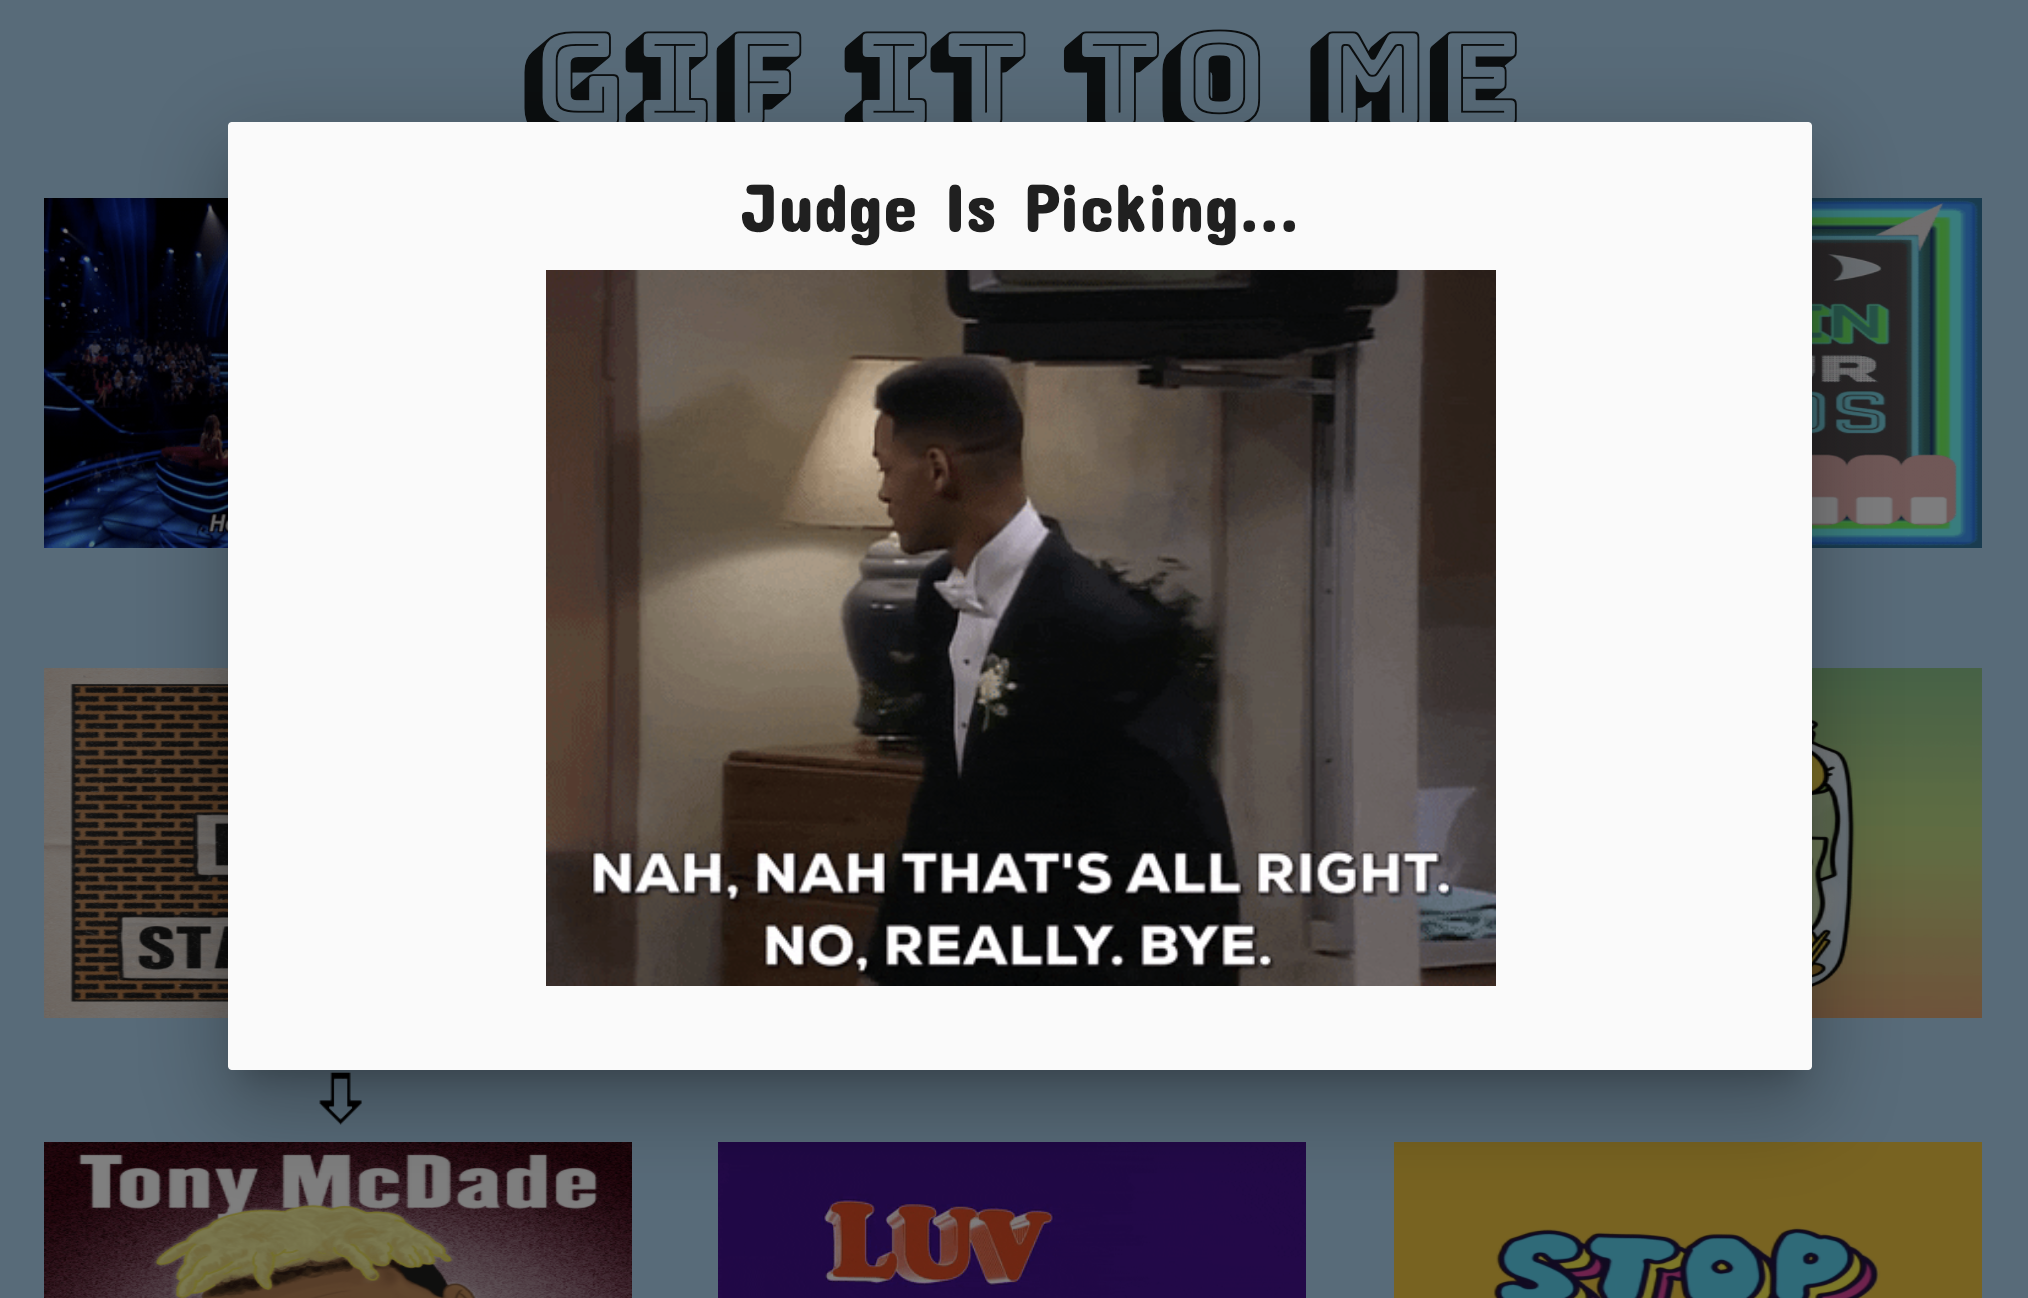 GIF IT TO ME
Judge Is Picking...
NAH, NAH THAT'S ALL RIGHT.
NO, REALLY. BYE.
Tony McDade
LUV
STOP